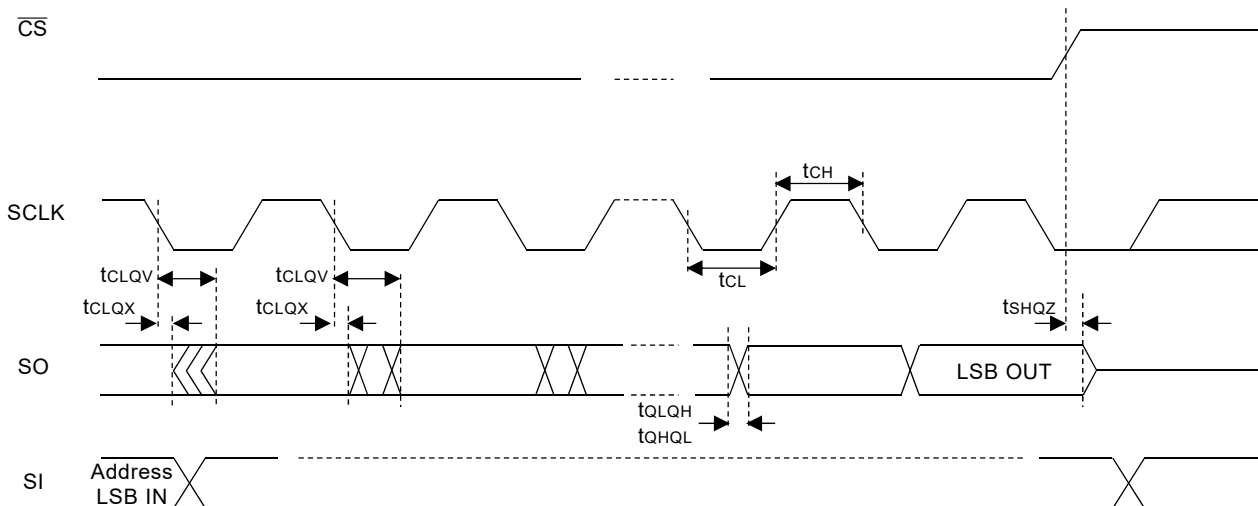 CS
tCH
SCLK
tCL
tCLQV
tCLQV
tCLQX
tCLQX
tSHQZ
SO
LSB OUT
tQLQH
tQHQL
SI
Address
LSB IN